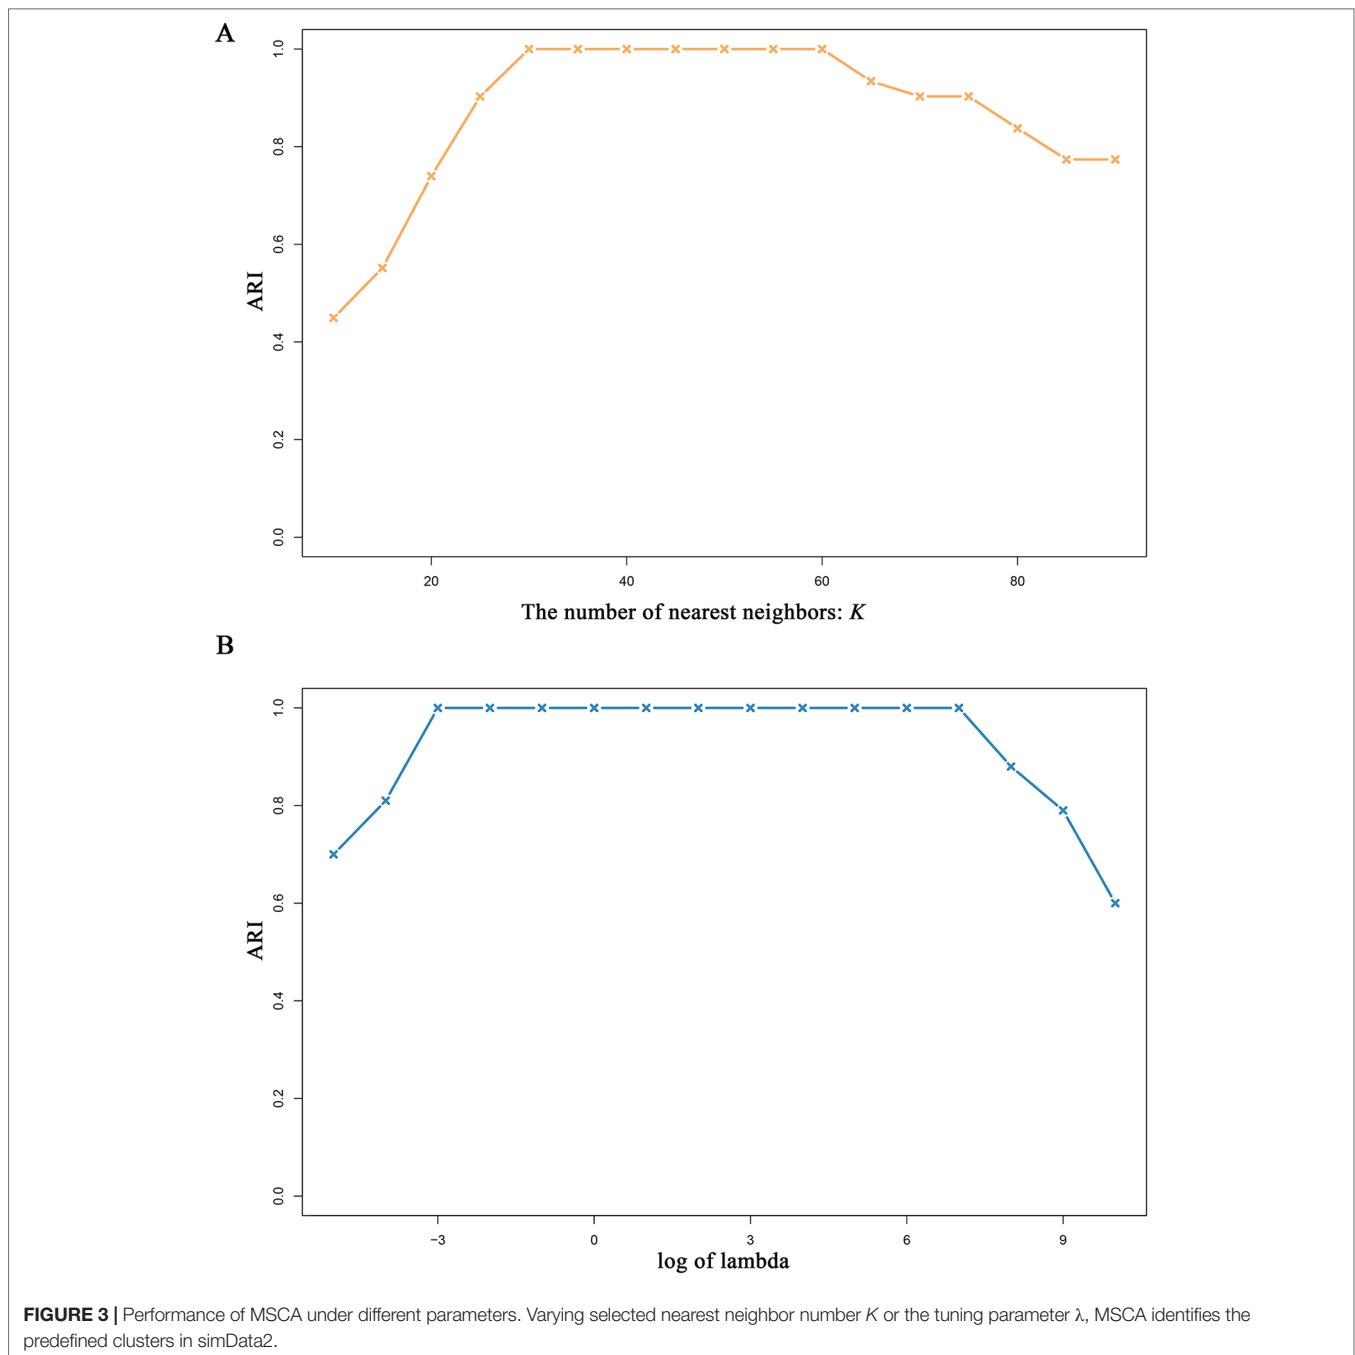 A
1.0
0.8
0.6
0.4
0.2
0.0
ARI
20 40 60 80
The number of nearest neighbors: K
B
1.0
0.8
0.6
0.4
0.2
0.0
ARI
−3 0 3 6 9
log of lambda
FIGURE 3 | Performance of MSCA under different parameters. Varying selected nearest neighbor number K or the tuning parameter λ, MSCA identifies the
predefined clusters in simData2.